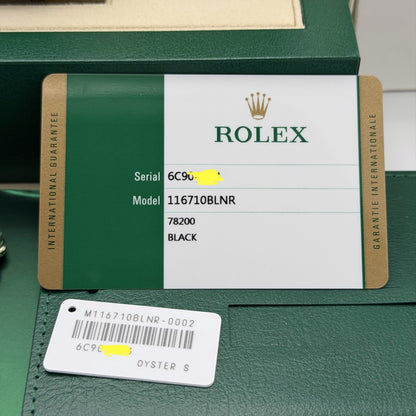 INTERNATIONAL GUARANTEE
ROLEX
Serial 6C90
Model 116710BLNR
78200
BLACK
GARANTIE INTERNATIONALE
M116710BLNR-0002
6C90
OYSTER S